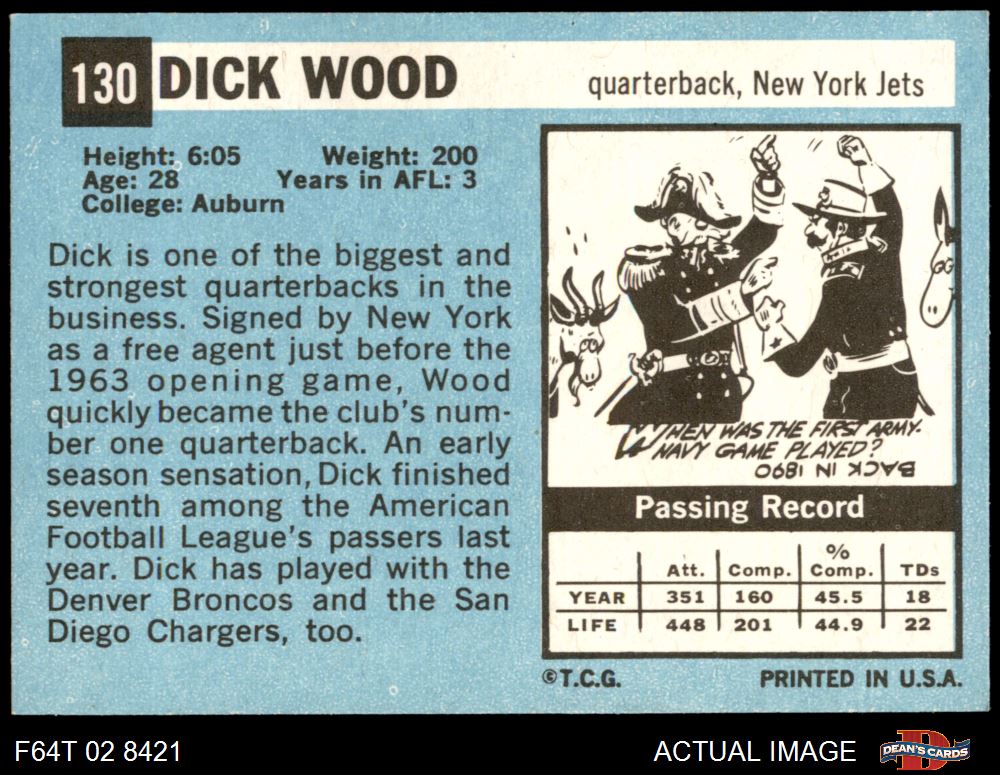 130 DICK WOOD quarterback, New York Jets
Height: 6:05 Weight: 200
Age: 28 Years in AFL: 3
College: Auburn
Dick is one of the biggest and
strongest quarterbacks in the
business. Signed by New York
as a free agent just before the
1963 opening game, Wood
quickly became the club's num-
ber one quarterback. An early
season sensation, Dick finished
seventh among the American
Football League's passers last
year. Dick has played with the
Denver Broncos and the San
Diego Chargers, too.
WHEN WAS THE FIRST ARMY-
NAVY GAME PLAYED?
BACK IN 1890
Passing Record
Att. Comp. % Comp. TDs
YEAR 351 160 45.5 18
LIFE 448 201 44.9 22
©T.C.G. PRINTED IN U.S.A.
F64T 02 8421 ACTUAL IMAGE DEAN'S CARDS